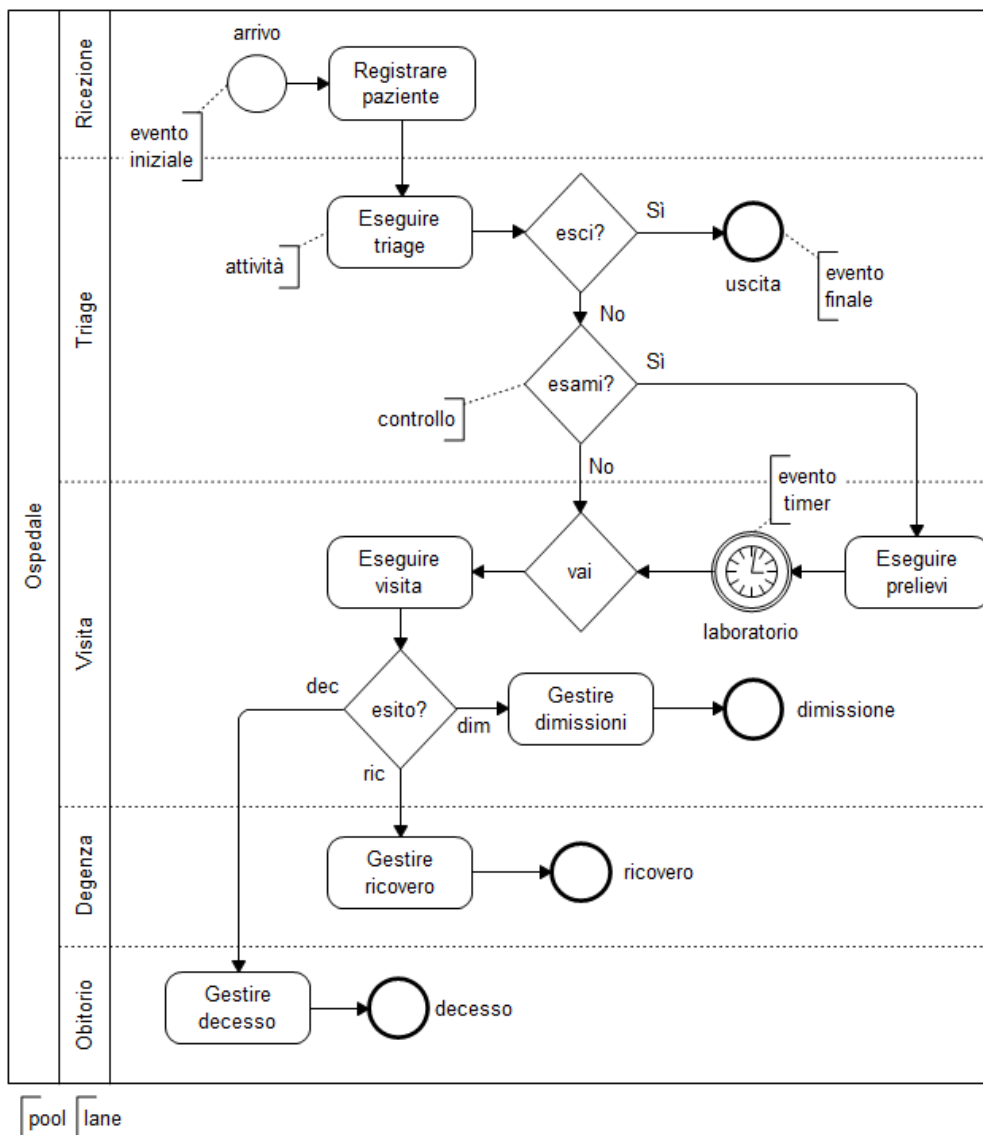 Ospedale
Ricezione
arrivo
Registrare
paziente
evento
iniziale
Triage
Eseguire
triage
attività
esci?
Sì
uscita
evento
finale
No
esami?
Sì
controllo
No
Visita
evento
timer
Eseguire
visita
vai
laboratorio
Eseguire
prelievi
dec
esito?
dim
Gestire
dimissioni
dimissione
ric
Degenza
Gestire
ricovero
ricovero
Obitorio
Gestire
decesso
decesso
pool
lane